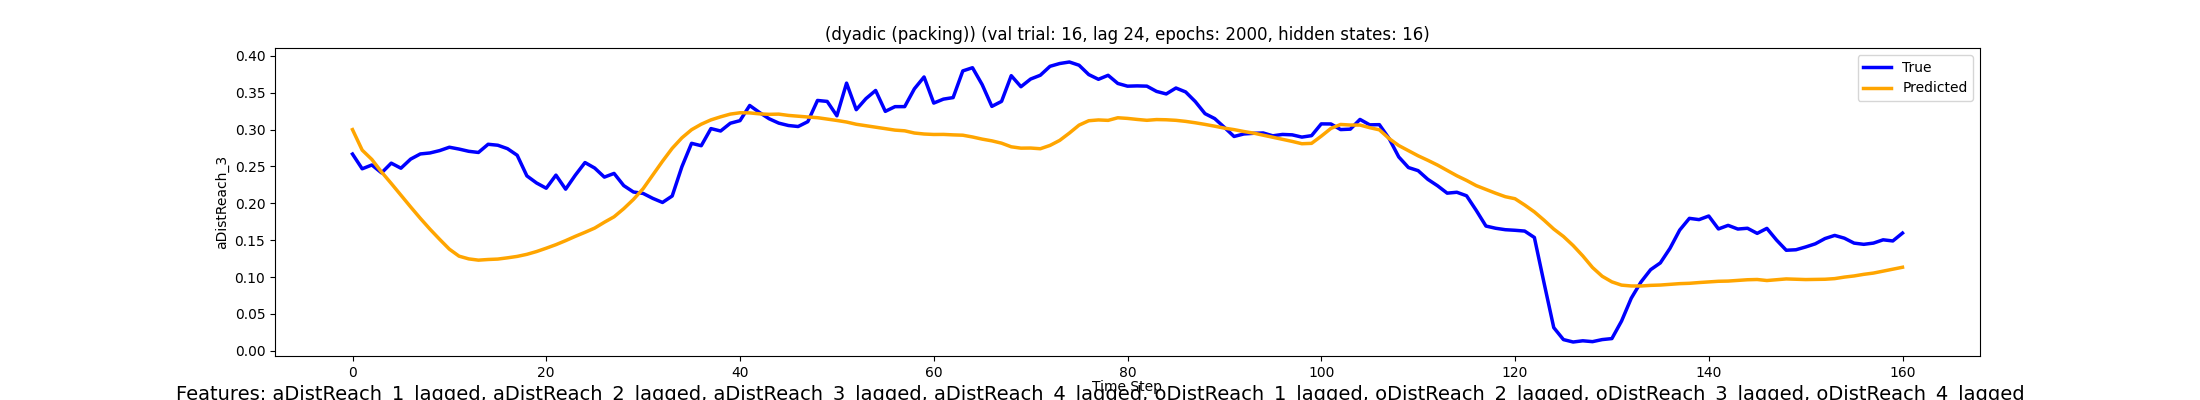 (dyadic (packing)) (val trial: 16, lag 24, epochs: 2000, hidden states: 16)
0.40
0.35
0.30
0.25
0.20
0.15
0.10
0.05
0.00
aDistReach_3
True
Predicted
0 20 40 60 80 100 120 140 160
Time Step
Features: aDistReach_1_lagged, aDistReach_2_lagged, aDistReach_3_lagged, aDistReach_4_lagged, oDistReach_1_lagged, oDistReach_2_lagged, oDistReach_3_lagged, oDistReach_4_lagged